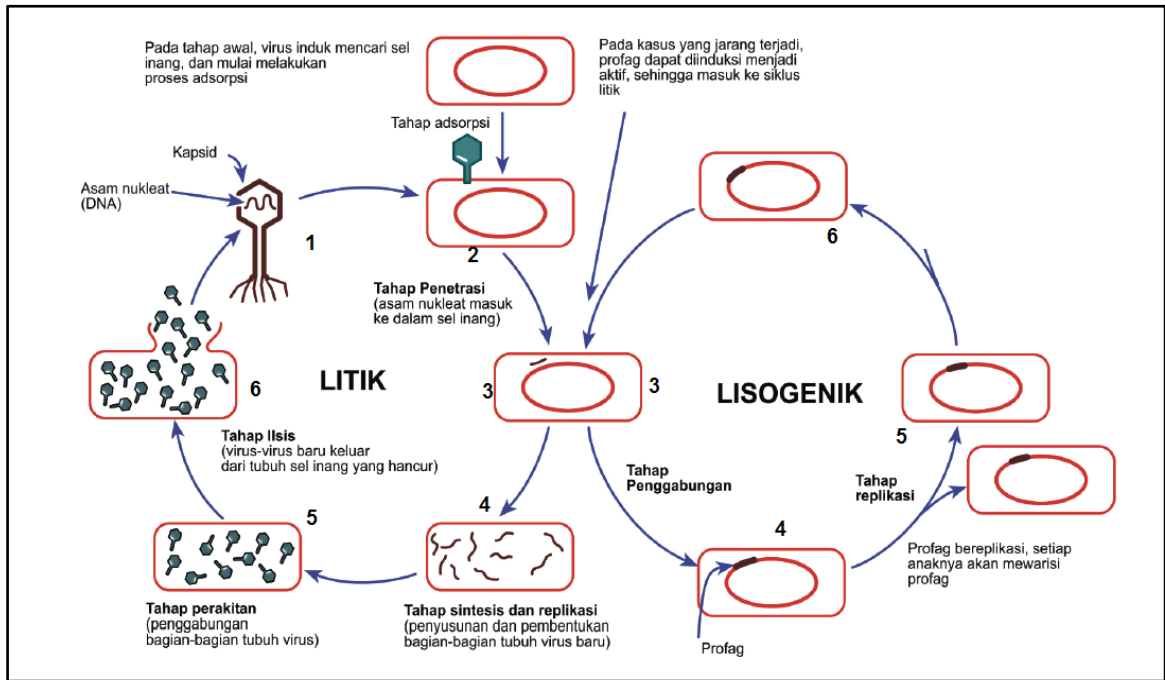 Pada tahap awal, virus induk mencari sel
inang, dan mulai melakukan
proses adsorpsi
Pada kasus yang jarang terjadi,
profag dapat diinduksi menjadi
aktif, sehingga masuk ke siklus
litik
Tahap adsorpsi
Kapsid
Asam nukleat
(DNA)
1
2
6
Tahap Penetrasi
(asam nukleat masuk
ke dalam sel inang)
LITIK
3
3
LISOGENIK
6
5
Tahap lIsis
(virus-virus baru keluar
dari tubuh sel inang yang hancur)
Tahap
Penggabungan
Tahap
replikasi
5
4
4
Profag bereplikasi, setiap
anaknya akan mewarisi
profag
Tahap perakitan
(penggabungan
bagian-bagian tubuh virus)
Tahap sintesis dan replikasi
(penyusunan dan pembentukan
bagian-bagian tubuh virus baru)
Profag